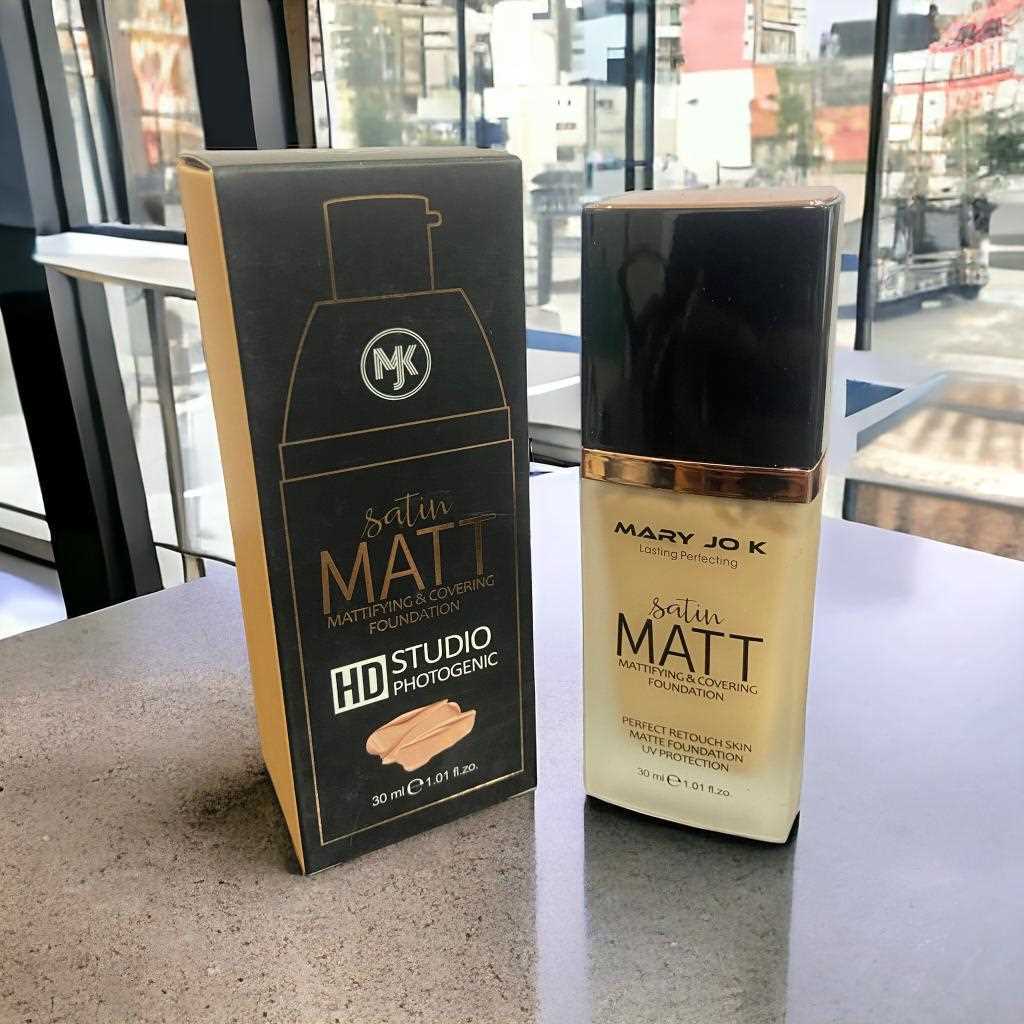 MJK
satin
MATT
MATTIFYING & COVERING
FOUNDATION
HD STUDIO
PHOTOGENIC
30 ml e 1.01 fl.zo.
MARY JO K
Lasting Perfecting
satin
MATT
MATTIFYING & COVERING
FOUNDATION
PERFECT RETOUCH SKIN
MATTE FOUNDATION
UV PROTECTION
30 ml e 1.01 fl.zo.